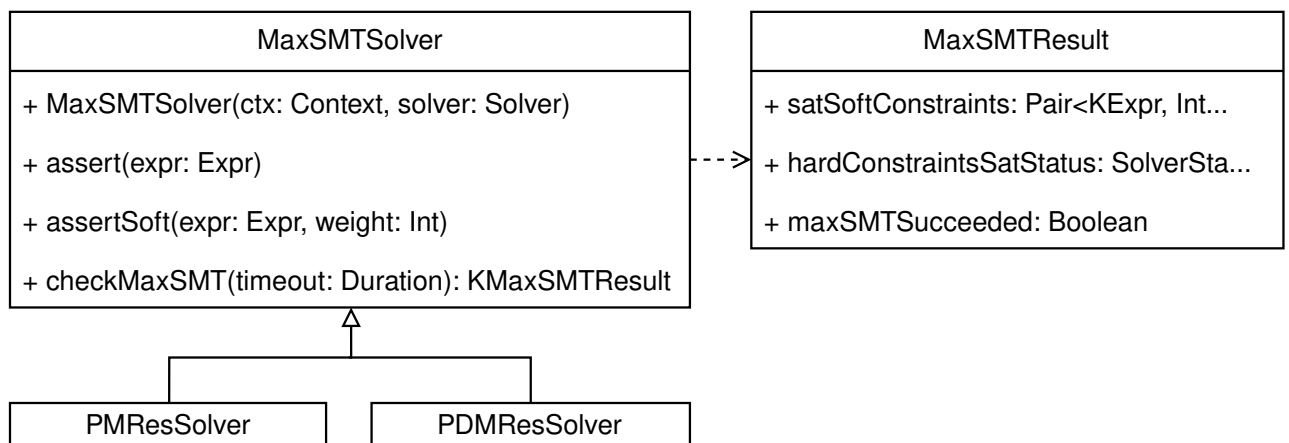 MaxSMTSolver
+ MaxSMTSolver(ctx: Context, solver: Solver)
+ assert(expr: Expr)
+ assertSoft(expr: Expr, weight: Int)
+ checkMaxSMT(timeout: Duration): KMaxSMTResult
MaxSMTResult
+ satSoftConstraints: Pair<KExpr, Int...
+ hardConstraintsSatStatus: SolverSta...
+ maxSMTSucceeded: Boolean
PMResSolver
PDMResSolver